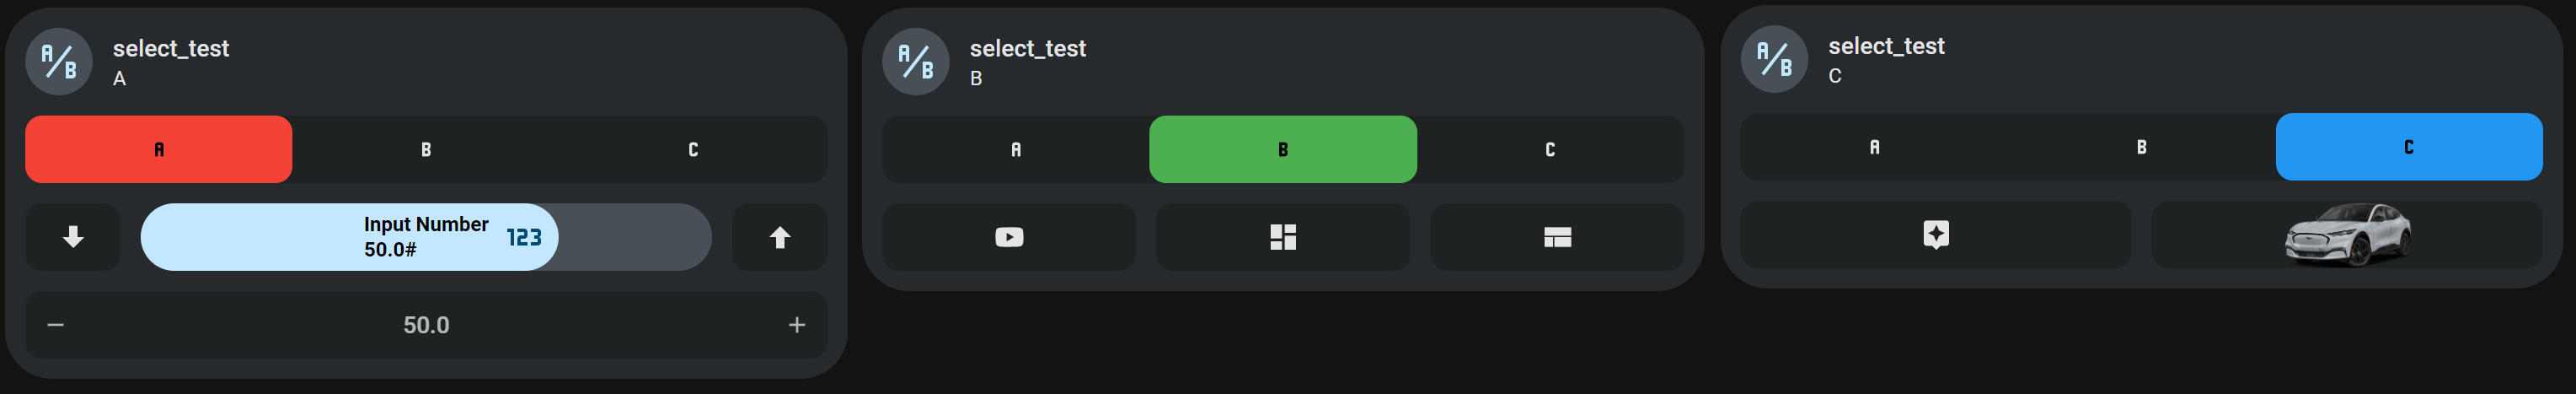 A/B
select_test
A
A B C
Input Number
50.0#
123
− 50.0 +
A/B
select_test
B
A B C
A/B
select_test
C
A B C